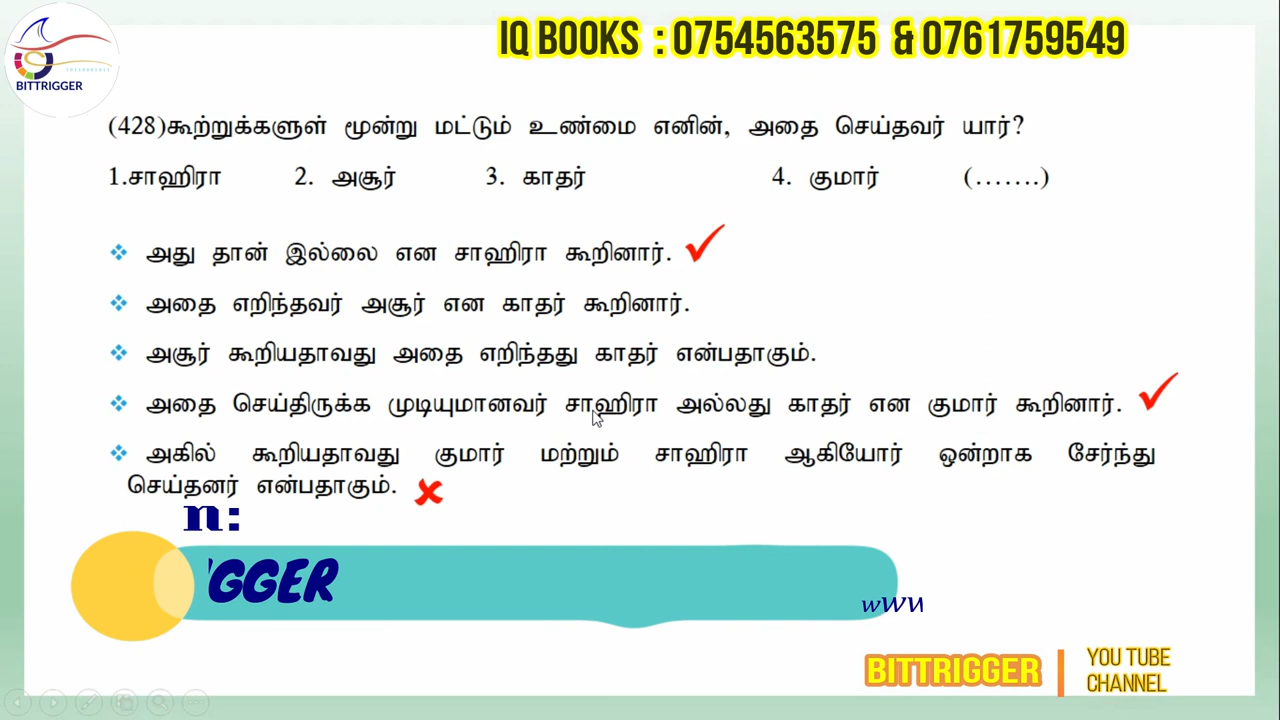 IQ BOOKS : 0754563575 & 0761759549
BITTRIGGER
(428)கூற்றுக்களுள் மூன்று மட்டும் உண்மை எனின், அதை செய்தவர் யார்?
1.சாஹிரா 2. அசூர் 3. காதர் 4. குமார் (.......)
❖ அது தான் இல்லை என சாஹிரா கூறினார்.
❖ அதை எறிந்தவர் அசூர் என காதர் கூறினார்.
❖ அசூர் கூறியதாவது அதை எறிந்தது காதர் என்பதாகும்.
❖ அதை செய்திருக்க முடியுமானவர் சாஹிரா அல்லது காதர் என குமார் கூறினார்.
❖ அகில் கூறியதாவது குமார் மற்றும் சாஹிரா ஆகியோர் ஒன்றாக சேர்ந்து
செய்தனர் என்பதாகும்.
n:
GGER
www
BITTRIGGER
YOU TUBE
CHANNEL